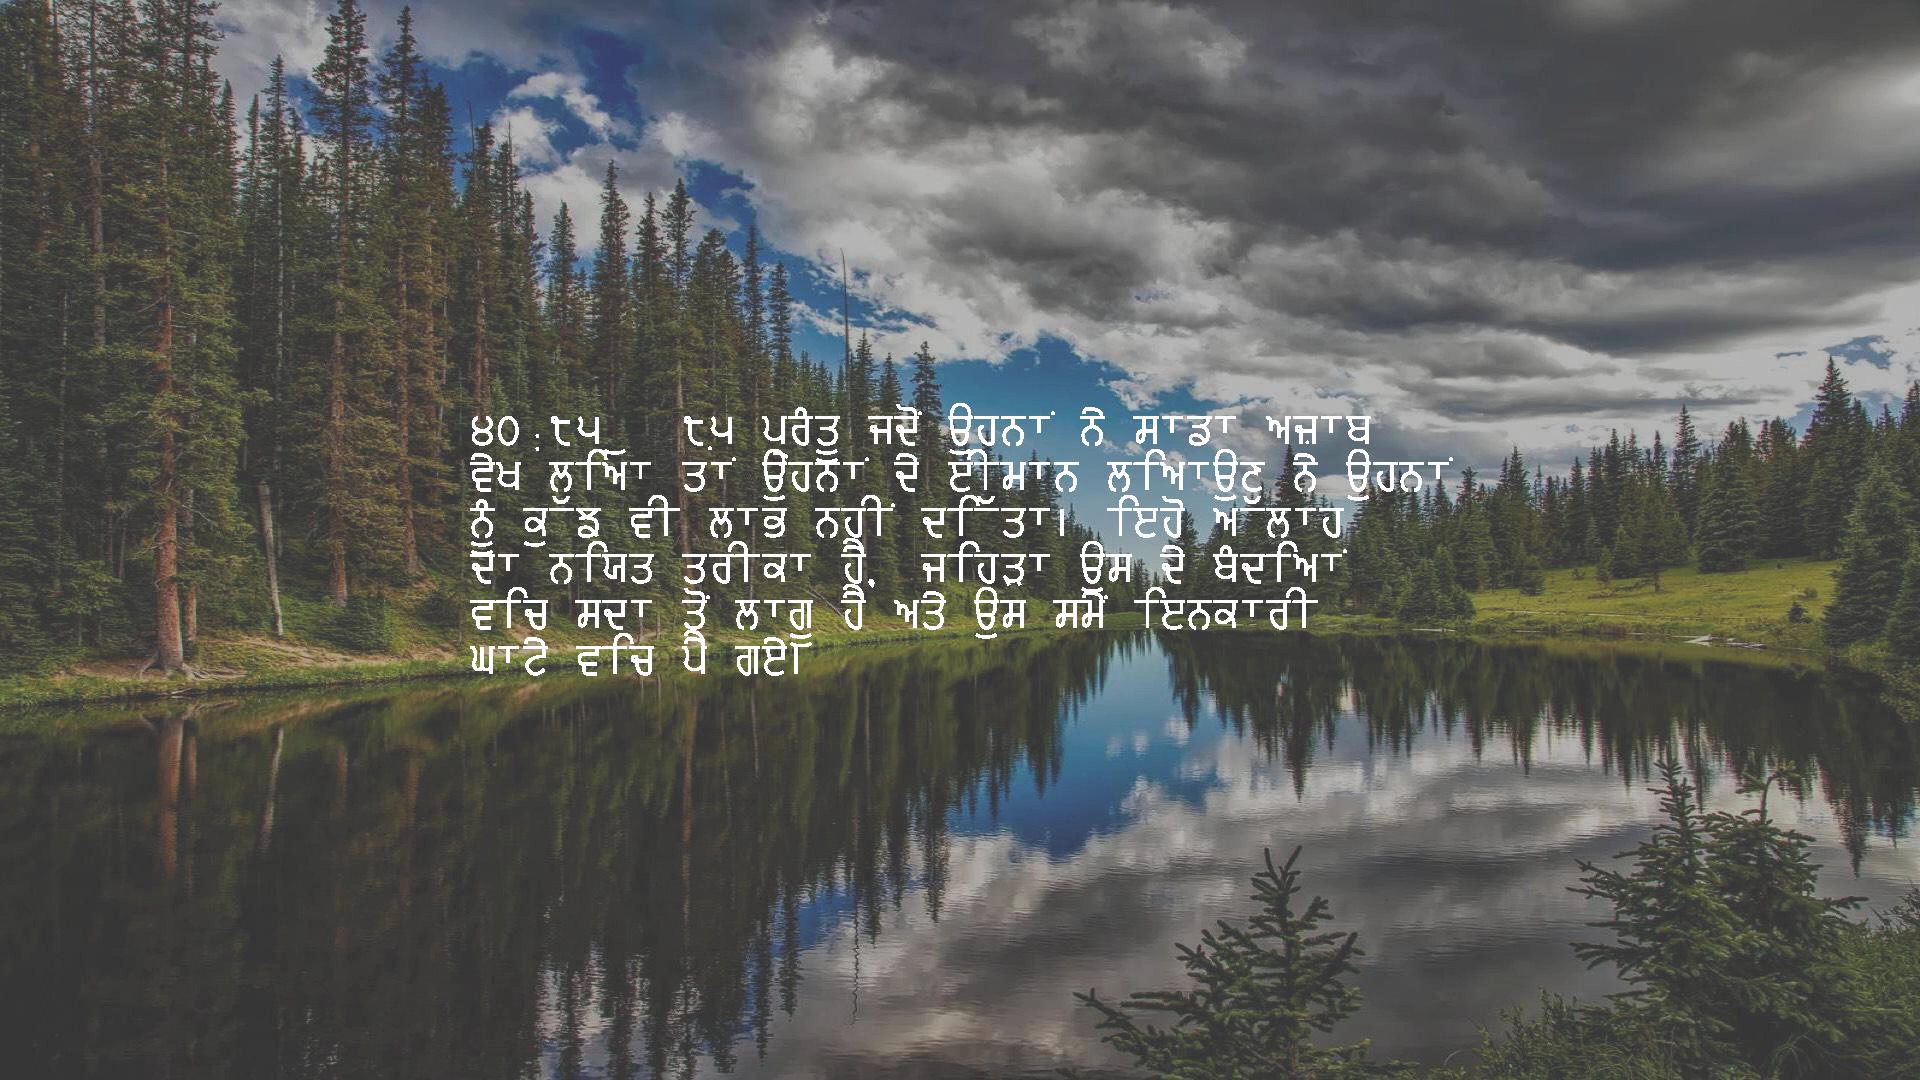 ੪੦:੮੫  ੮੫ ਪਰੰਤੂ ਜਦੋਂ ਉਹਨਾਂ ਨੇ ਸਾਡਾ ਅਜ਼ਾਬ
ਵੇਖ ਲਿਆ ਤਾਂ ਉਹਨਾਂ ਦੇ ਈਮਾਨ ਲਿਆਉਣ ਨੇ ਉਹਨਾਂ
ਨੂੰ ਕੁੱਝ ਵੀ ਲਾਭ ਨਹੀਂ ਦਿੱਤਾ। ਇਹੋ ਅੱਲਾਹ
ਦਾ ਨਿਯਤ ਤਰੀਕਾ ਹੈ, ਜਿਹੜਾ ਉਸ ਦੇ ਬੰਦਿਆਂ
ਵਿਚ ਸਦਾ ਤੋਂ ਲਾਗੂ ਹੈ ਅਤੇ ਉਸ ਸਮੇਂ ਇਨਕਾਰੀ
ਘਾਟੇ ਵਿਚ ਪੈ ਗਏ।